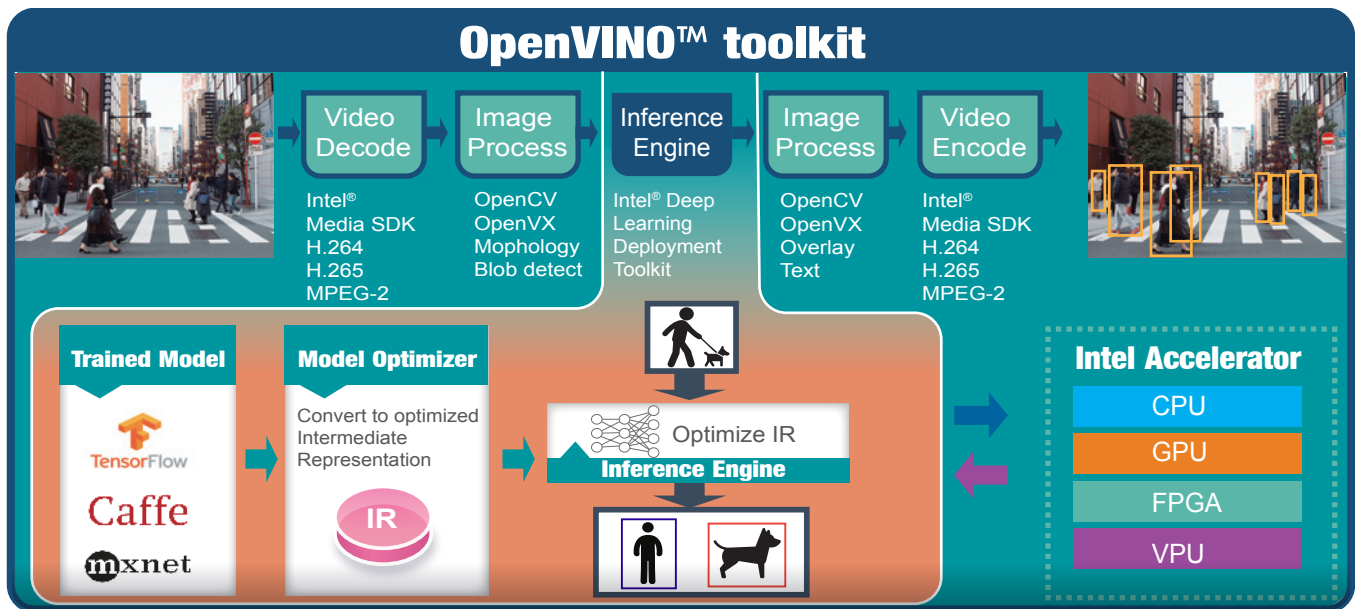 OpenVINO™ toolkit
Video
Decode
Intel®
Media SDK
H.264
H.265
MPEG-2
Image
Process
OpenCV
OpenVX
Mophology
Blob detect
Inference
Engine
Intel® Deep
Learning
Deployment
Toolkit
Image
Process
OpenCV
OpenVX
Overlay
Text
Video
Encode
Intel®
Media SDK
H.264
H.265
MPEG-2
Trained Model
TensorFlow
Caffe
mxnet
Model Optimizer
Convert to optimized
Intermediate
Representation
IR
Optimize IR
Inference Engine
Intel Accelerator
CPU
GPU
FPGA
VPU